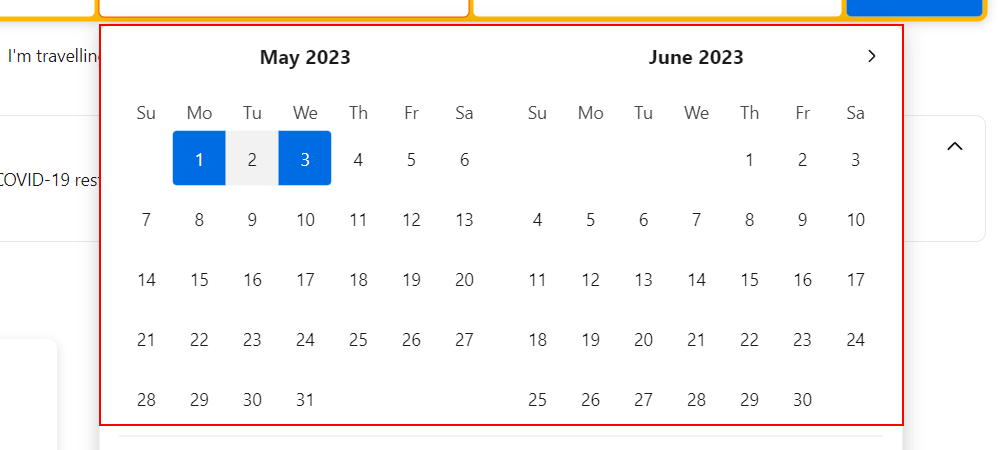 I'm travelling
May 2023 June 2023
Su Mo Tu We Th Fr Sa Su Mo Tu We Th Fr Sa
1 2 3 4 5 6 1 2 3
COVID-19
7 8 9 10 11 12 13 4 5 6 7 8 9 10
14 15 16 17 18 19 20 11 12 13 14 15 16 17
21 22 23 24 25 26 27 18 19 20 21 22 23 24
28 29 30 31 25 26 27 28 29 30